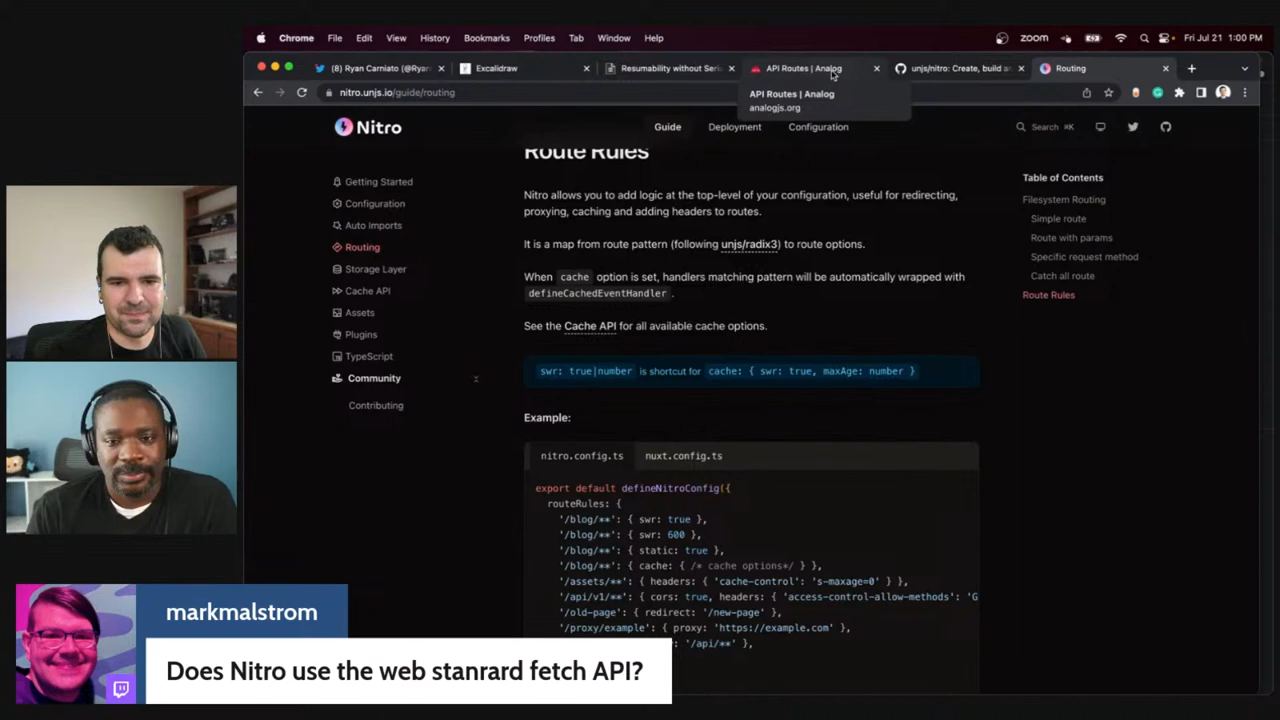 Chrome File Edit View History Bookmarks Profiles Tab Window Help
zoom Fri Jul 21 1:00 PM
(8) Ryan Carniato (@Ryan
Excalidraw
Resumability without Seri
API Routes | Analog
unjs/nitro: Create, build an
Routing
nitro.unjs.io/guide/routing
API Routes | Analog
analogjs.org
Nitro
Guide Deployment Configuration
Search ⌘K
Getting Started
Configuration
Auto Imports
Routing
Storage Layer
Cache API
Assets
Plugins
TypeScript
Community
Contributing
Route Rules
Nitro allows you to add logic at the top-level of your configuration, useful for redirecting,
proxying, caching and adding headers to routes.
It is a map from route pattern (following unjs/radix3) to route options.
When cache option is set, handlers matching pattern will be automatically wrapped with
defineCachedEventHandler .
See the Cache API for all available cache options.
swr: true|number is shortcut for cache: { swr: true, maxAge: number }
Example:
nitro.config.ts nuxt.config.ts
export default defineNitroConfig({
routeRules: {
'/blog/**': { swr: true },
'/blog/**': { swr: 600 },
'/blog/**': { static: true },
'/blog/**': { cache: { /* cache options*/ } },
'/assets/**': { headers: { 'cache-control': 's-maxage=0' } },
'/api/v1/**': { cors: true, headers: { 'access-control-allow-methods': 'G
'/old-page': { redirect: '/new-page' },
'/proxy/example': { proxy: 'https://example.com' },
'/api/**' },
Table of Contents
Filesystem Routing
Simple route
Route with params
Specific request method
Catch all route
Route Rules
markmalstrom
Does Nitro use the web stanrard fetch API?